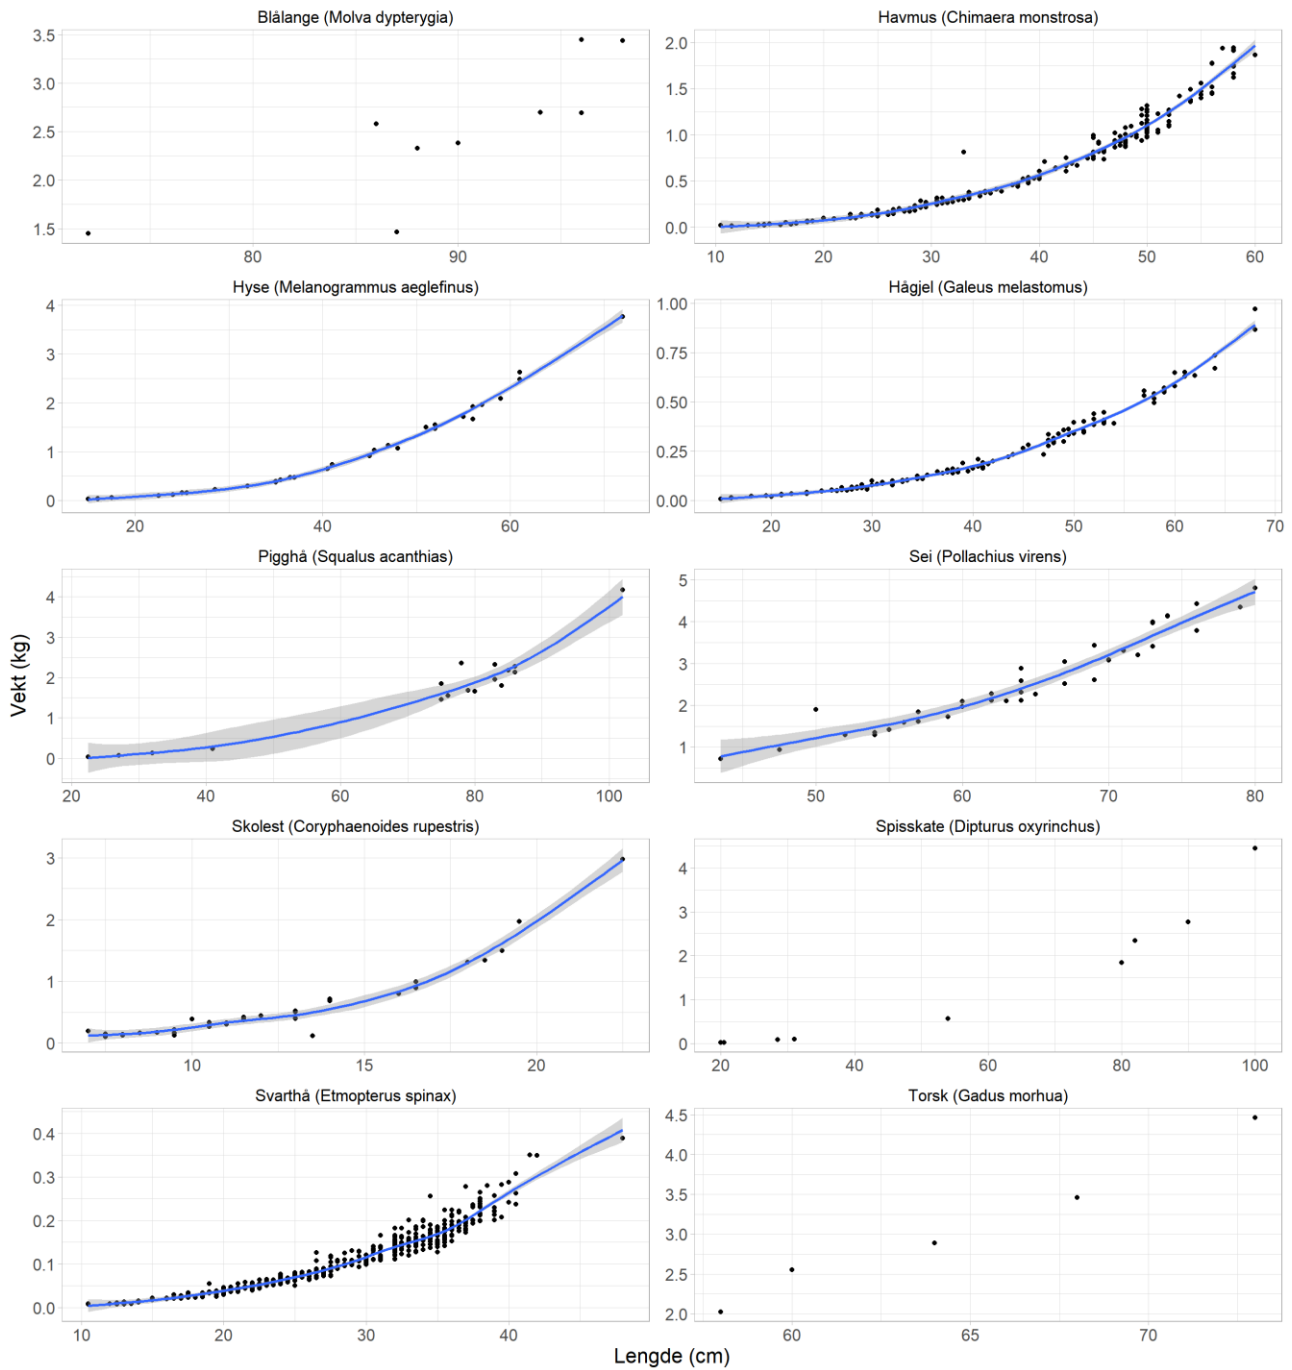 Blålange (Molva dypterygia)
3.5
3.0
2.5
2.0
1.5
80 90
Havmus (Chimaera monstrosa)
2.0
1.5
1.0
0.5
0.0
10 20 30 40 50 60
Hyse (Melanogrammus aeglefinus)
4
3
2
1
0
20 40 60
Hågjel (Galeus melastomus)
1.00
0.75
0.50
0.25
0.00
20 30 40 50 60 70
Pigghå (Squalus acanthias)
4
3
2
1
0
20 40 60 80 100
Sei (Pollachius virens)
5
4
3
2
1
50 60 70 80
Skolest (Coryphaenoides rupestris)
3
2
1
0
10 15 20
Spisskate (Dipturus oxyrinchus)
4
3
2
1
0
20 40 60 80 100
Svarthå (Etmopterus spinax)
0.4
0.3
0.2
0.1
0.0
10 20 30 40
Torsk (Gadus morhua)
4.5
4.0
3.5
3.0
2.5
2.0
60 65 70
Vekt (kg)
Lengde (cm)